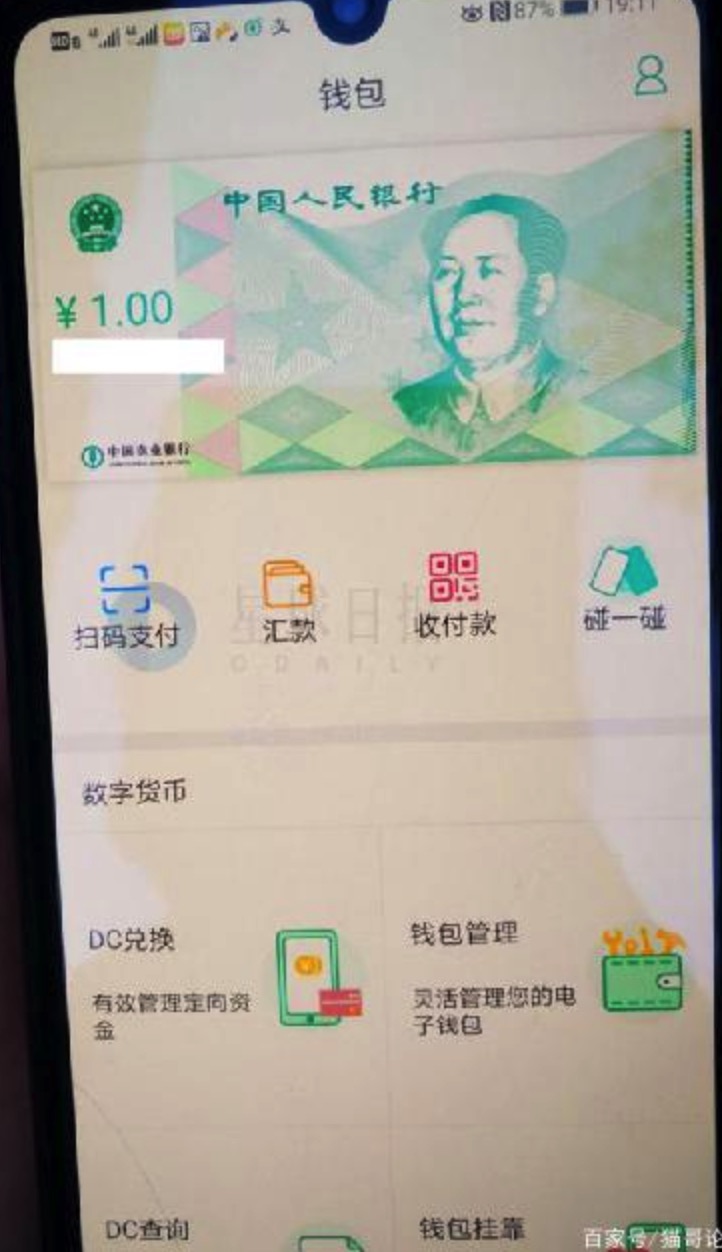 87% 19:11
钱包
中国人民银行
¥ 1.00
中国农业银行
扫码支付 汇款 收付款 碰一碰
星球日报
ODAILY
数字货币
DC兑换
有效管理定向资
金
钱包管理
灵活管理您的电
子钱包
DC查询 钱包挂靠
百家号/猫哥论